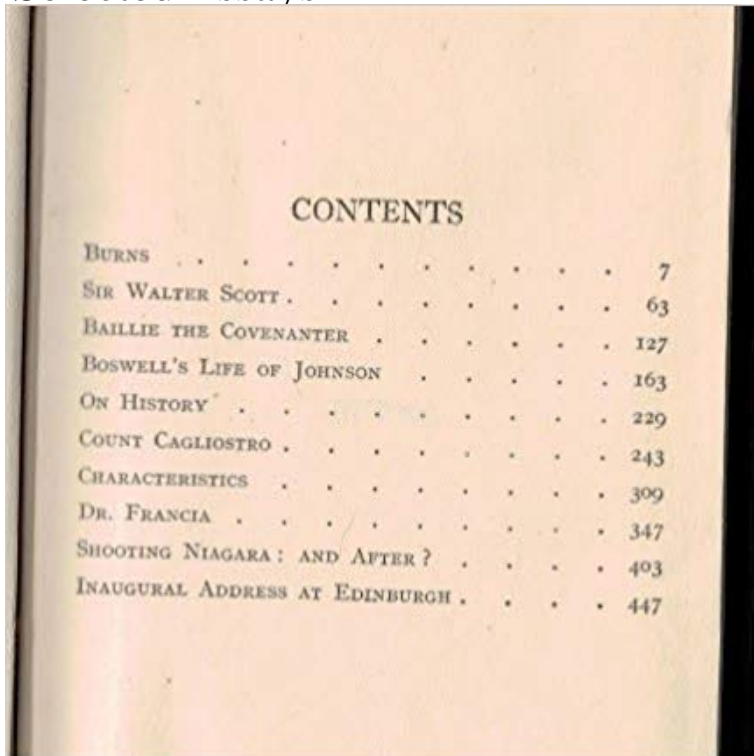 CONTENTS
BURNS . . . . . . . . . . 7
SIR WALTER SCOTT . . . . . . . . 63
BAILLIE THE COVENANTER . . . . . . 127
BOSWELL'S LIFE OF JOHNSON . . . . . 163
ON HISTORY . . . . . . . . . 229
COUNT CAGLIOSTRO . . . . . . . . 243
CHARACTERISTICS . . . . . . . . 309
DR. FRANCIA . . . . . . . . . 347
SHOOTING NIAGARA: AND AFTER? . . . . 403
INAUGURAL ADDRESS AT EDINBURGH . . . . 447